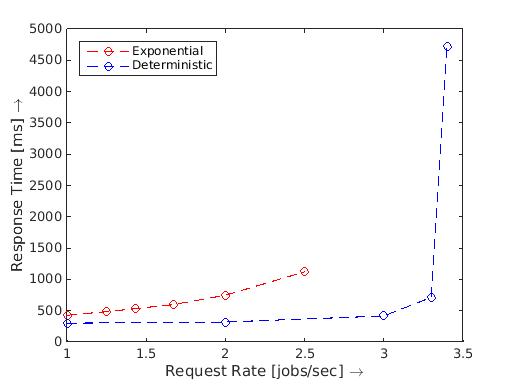 5000
4500
4000
3500
3000
2500
2000
1500
1000
500
0
Response Time [ms] →
Exponential
Deterministic
1 1.5 2 2.5 3 3.5
Request Rate [jobs/sec] →